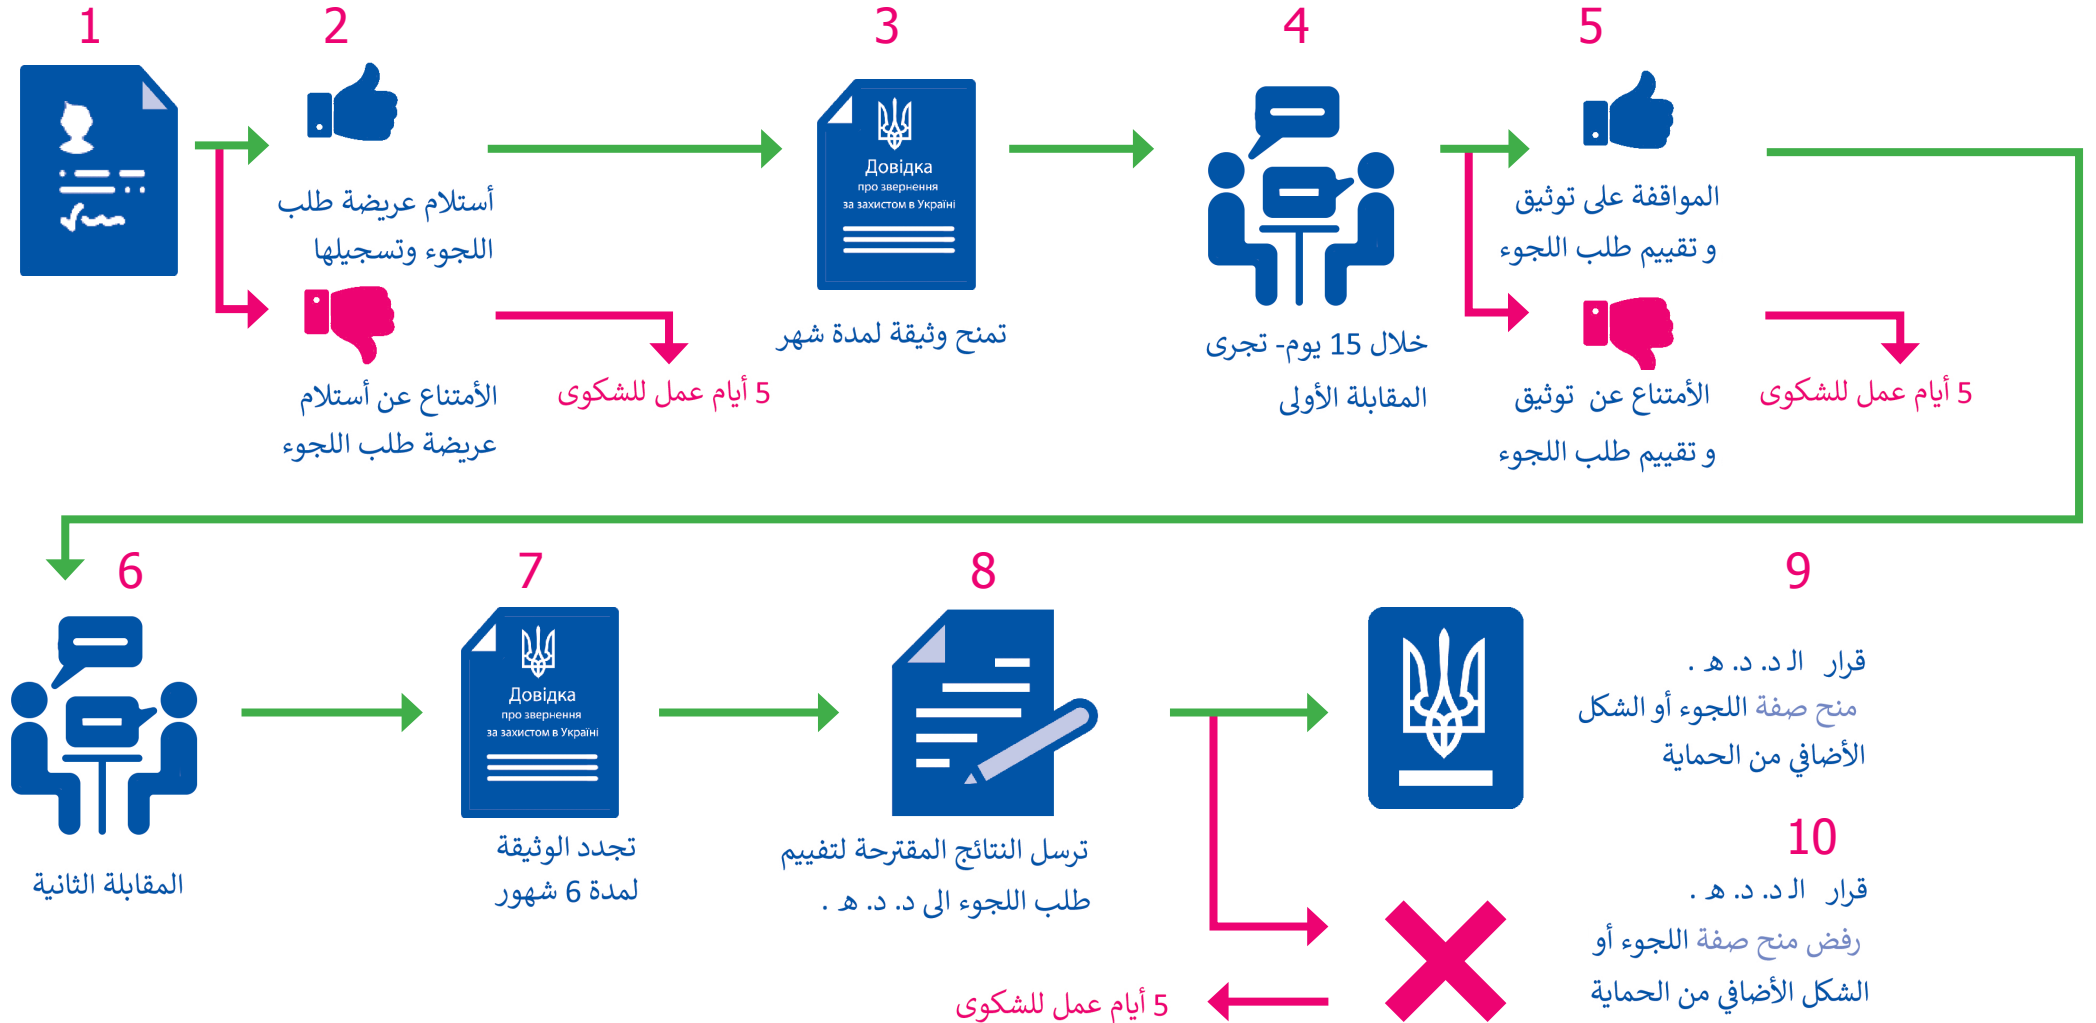 1
2
أستلام عريضة طلب
اللجوء وتسجيلها
الأمتناع عن أستلام
عريضة طلب اللجوء
5 أيام عمل للشكوى
3
Довідка
про звернення
за захистом в Україні
تمنح وثيقة لمدة شهر
4
خلال 15 يوم- تجرى
المقابلة الأولى
5
المواقفة على توثيق
و تقييم طلب اللجوء
الأمتناع عن توثيق
و تقييم طلب اللجوء
5 أيام عمل للشكوى
6
المقابلة الثانية
7
Довідка
про звернення
за захистом в Україні
تجدد الوثيقة
لمدة 6 شهور
8
ترسل النتائج المقترحة لتفييم
طلب اللجوء الى د. د. هـ .
9
قرار الـ د. د. هـ .
منح صفة اللجوء أو الشكل
الأضافي من الحماية
10
قرار الـ د. د. هـ .
رفض منح صفة اللجوء أو
الشكل الأضافي من الحماية
5 أيام عمل للشكوى